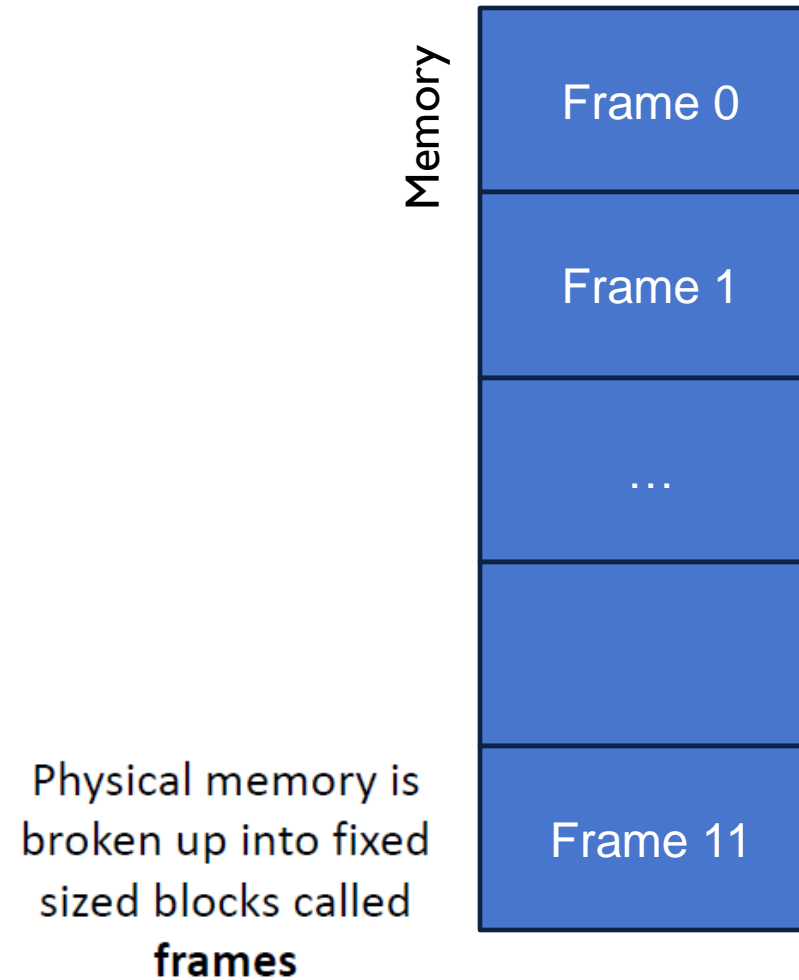 Memory
Frame 0
Frame 1
...
Frame 11
Physical memory is
broken up into fixed
sized blocks called
frames